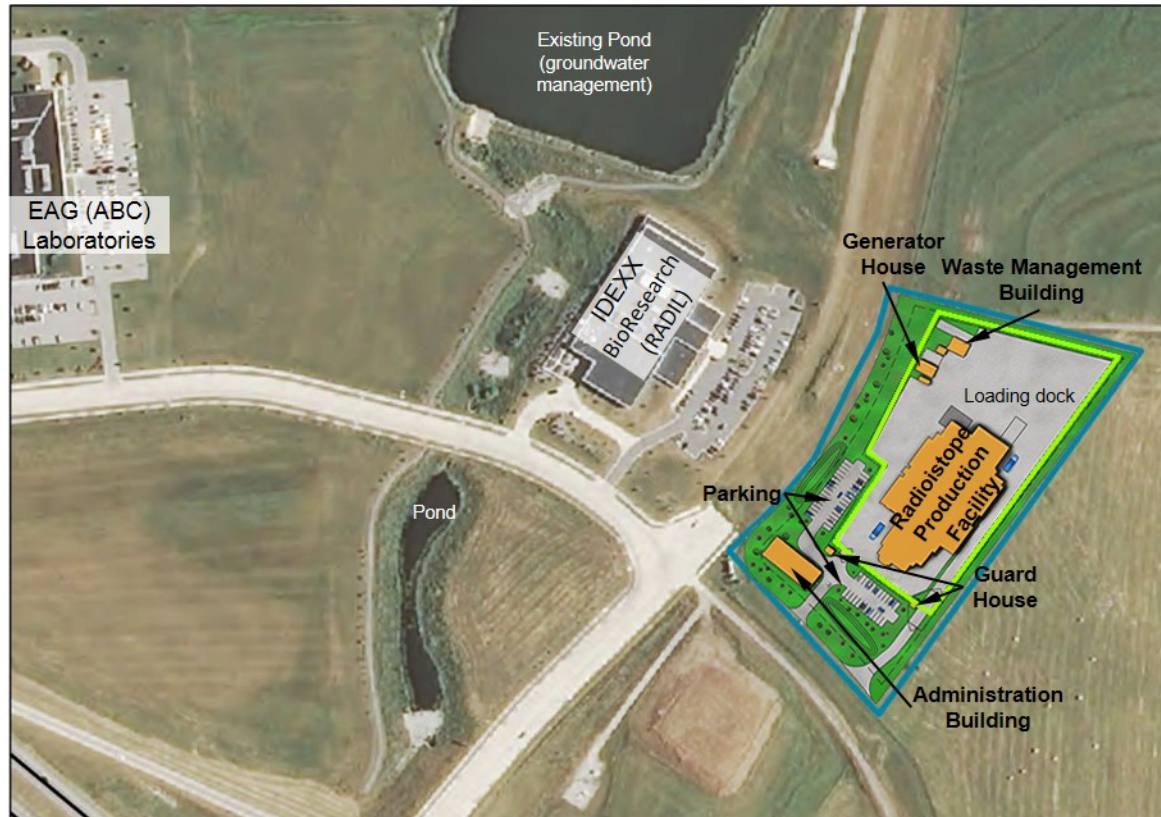 Existing Pond
(groundwater
management)
EAG (ABC)
Laboratories
IDEXX
BioResearch
(RADIL)
Generator
House
Waste Management
Building
Loading dock
Radioistope
Production
Facility
Parking
Pond
Guard
House
Administration
Building